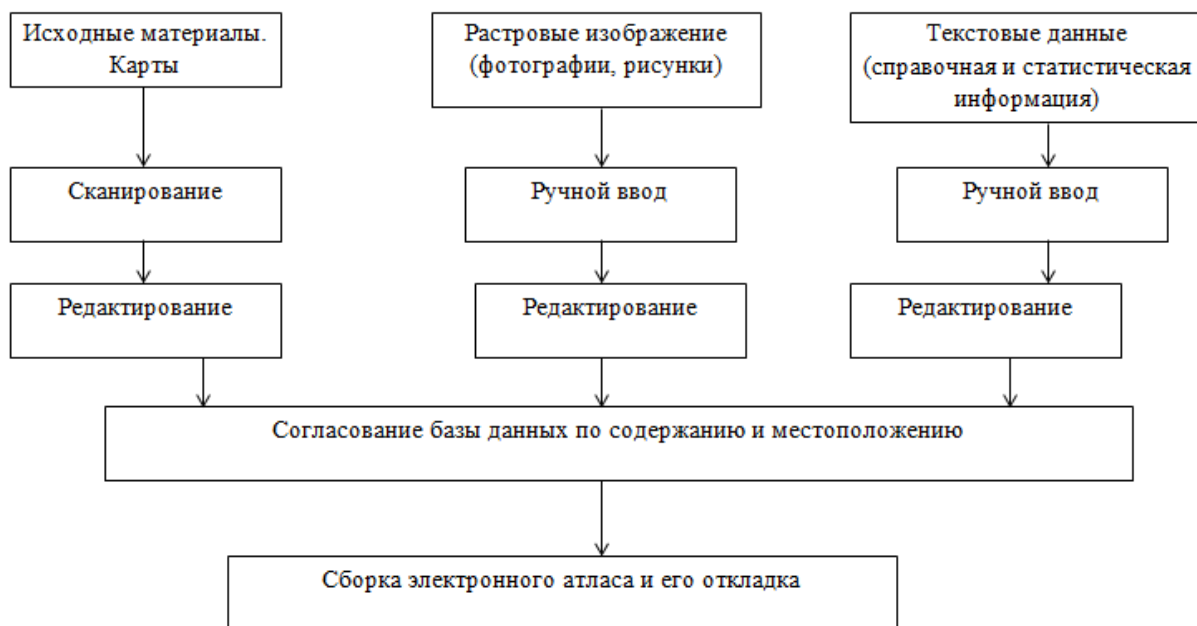 Исходные материалы.
Карты
Растровые изображение
(фотографии, рисунки)
Текстовые данные
(справочная и статистическая
информация)
Сканирование
Ручной ввод
Ручной ввод
Редактирование
Редактирование
Редактирование
Согласование базы данных по содержанию и местоположению
Сборка электронного атласа и его откладка